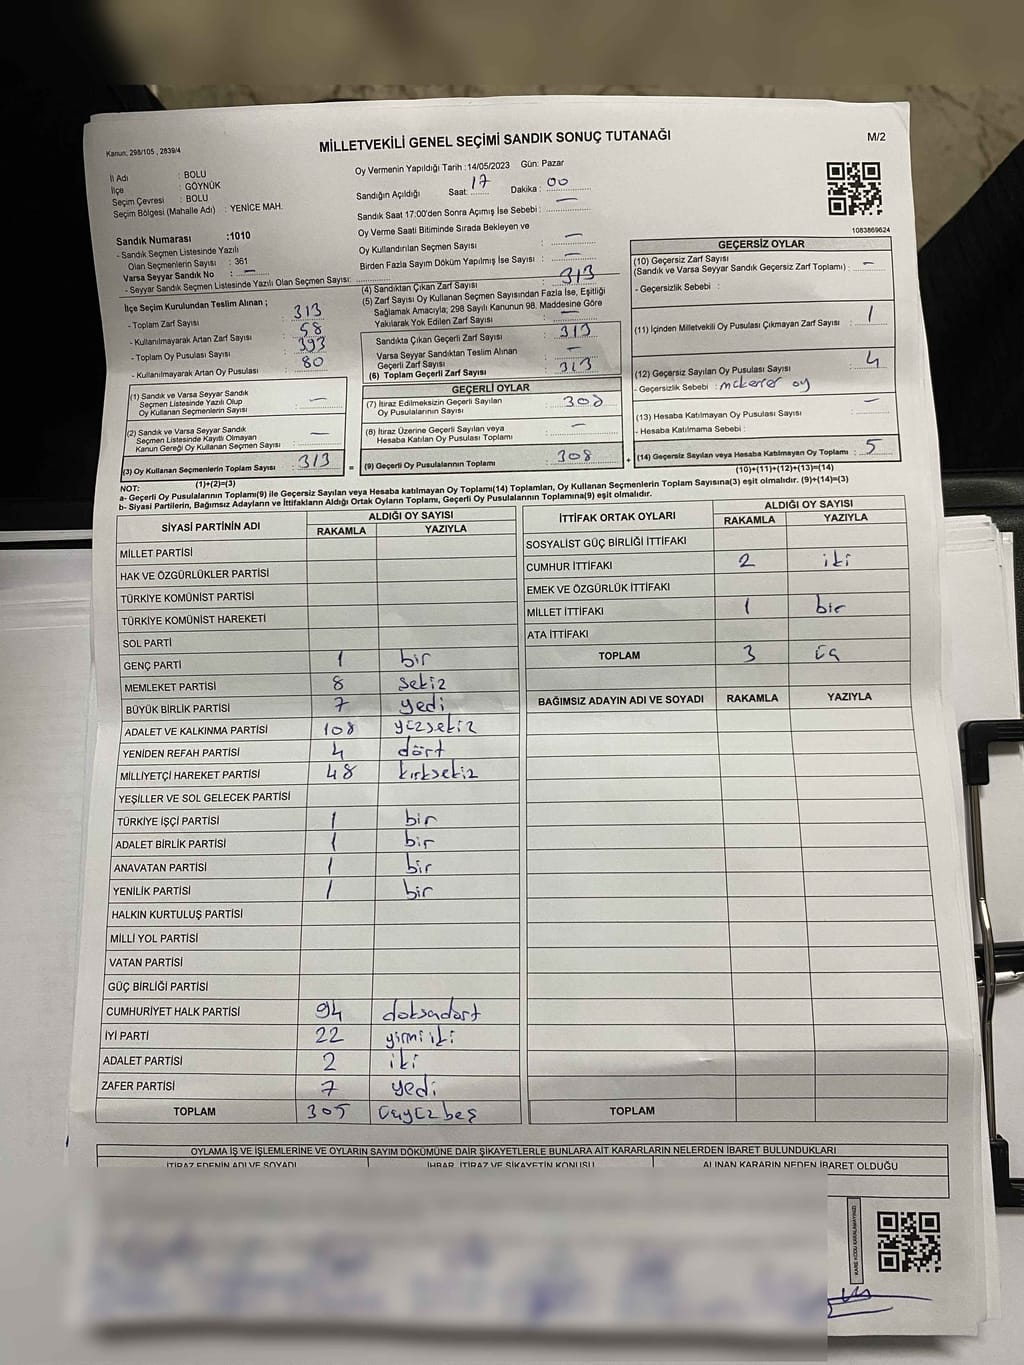 MİLLETVEKİLİ GENEL SEÇİMİ SANDIK SONUÇ TUTANAĞI
M/2
Kanun: 298/105 , 2839/4
İl Adı : BOLU
İlçe : GÖYNÜK
Seçim Çevresi : BOLU
Seçim Bölgesi (Mahalle Adı) : YENİCE MAH.
Sandık Numarası :1010
- Sandık Seçmen Listesinde Yazılı
Olan Seçmenlerin Sayısı : 361
Varsa Seyyar Sandık No : —
- Seyyar Sandık Seçmen Listesinde Yazılı Olan Seçmen Sayısı:
Oy Vermenin Yapıldığı Tarih :14/05/2023 Gün: Pazar
Sandığın Açıldığı Saat: 17 Dakika : 00
Sandık Saat 17:00'den Sonra Açımış İse Sebebi : —
Oy Verme Saati Bitiminde Sırada Bekleyen ve
Oy Kullandırılan Seçmen Sayısı : —
Birden Fazla Sayım Döküm Yapılmış İse Sayısı : —
1083869624
İlçe Seçim Kurulundan Teslim Alınan ;
- Toplam Zarf Sayısı : 313
- Kullanılmayarak Artan Zarf Sayısı : 58
- Toplam Oy Pusulası Sayısı : 393
- Kullanılmayarak Artan Oy Pusulası : 80
(1) Sandık ve Varsa Seyyar Sandık
Seçmen Listesinde Yazılı Olup
Oy Kullanan Seçmenlerin Sayısı : —
(2) Sandık ve Varsa Seyyar Sandık
Seçmen Listesinde Kayıtlı Olmayan
Kanun Gereği Oy Kullanan Seçmen Sayısı : —
(3) Oy Kullanan Seçmenlerin Toplam Sayısı : 313
(1)+(2)=(3)
(4) Sandıktan Çıkan Zarf Sayısı : 313
(5) Zarf Sayısı Oy Kullanan Seçmen Sayısından Fazla İse, Eşitliği
Sağlamak Amacıyla; 298 Sayılı Kanunun 98. Maddesine Göre
Yakılarak Yok Edilen Zarf Sayısı : —
Sandıkta Çıkan Geçerli Zarf Sayısı : 313
Varsa Seyyar Sandıktan Teslim Alınan
Geçerli Zarf Sayısı : —
(6) Toplam Geçerli Zarf Sayısı : 313
GEÇERLİ OYLAR
(7) İtiraz Edilmeksizin Geçerli Sayılan
Oy Pusulalarının Sayısı : 308
(8) İtiraz Üzerine Geçerli Sayılan veya
Hesaba Katılan Oy Pusulası Toplamı : —
= (9) Geçerli Oy Pusulalarının Toplamı : 308 +
GEÇERSİZ OYLAR
(10) Geçersiz Zarf Sayısı
(Sandık ve Varsa Seyyar Sandık Geçersiz Zarf Toplamı) : —
- Geçersizlik Sebebi :
(11) İçinden Milletvekili Oy Pusulası Çıkmayan Zarf Sayısı : 1
(12) Geçersiz Sayılan Oy Pusulası Sayısı : 4
- Geçersizlik Sebebi : mükerrer oy
(13) Hesaba Katılmayan Oy Pusulası Sayısı : —
- Hesaba Katılmama Sebebi :
(14) Geçersiz Sayılan veya Hesaba Katılmayan Oy Toplamı : 5
(10)+(11)+(12)+(13)=(14)
NOT:
a- Geçerli Oy Pusulalarının Toplamı(9) ile Geçersiz Sayılan veya Hesaba katılmayan Oy Toplamı(14) Toplamları, Oy Kullanan Seçmenlerin Toplam Sayısına(3) eşit olmalıdır. (9)+(14)=(3)
b- Siyasi Partilerin, Bağımsız Adayların ve İttifakların Aldığı Ortak Oyların Toplamı, Geçerli Oy Pusulalarının Toplamına(9) eşit olmalıdır.
SİYASİ PARTİNİN ADI ALDIĞI OY SAYISI
RAKAMLA YAZIYLA
MİLLET PARTİSİ
HAK VE ÖZGÜRLÜKLER PARTİSİ
TÜRKİYE KOMÜNİST PARTİSİ
TÜRKİYE KOMÜNİST HAREKETİ
SOL PARTİ
GENÇ PARTİ 1 bir
MEMLEKET PARTİSİ 8 sekiz
BÜYÜK BİRLİK PARTİSİ 7 yedi
ADALET VE KALKINMA PARTİSİ 108 yüzsekiz
YENİDEN REFAH PARTİSİ 4 dört
MİLLİYETÇİ HAREKET PARTİSİ 48 kırksekiz
YEŞİLLER VE SOL GELECEK PARTİSİ
TÜRKİYE İŞÇİ PARTİSİ 1 bir
ADALET BİRLİK PARTİSİ 1 bir
ANAVATAN PARTİSİ 1 bir
YENİLİK PARTİSİ 1 bir
HALKIN KURTULUŞ PARTİSİ
MİLLİ YOL PARTİSİ
VATAN PARTİSİ
GÜÇ BİRLİĞİ PARTİSİ
CUMHURİYET HALK PARTİSİ 94 doksandört
İYİ PARTİ 22 yirmi iki
ADALET PARTİSİ 2 iki
ZAFER PARTİSİ 7 yedi
TOPLAM 305 üçyüzbeş
İTTİFAK ORTAK OYLARI ALDIĞI OY SAYISI
RAKAMLA YAZIYLA
SOSYALİST GÜÇ BİRLİĞİ İTTİFAKI
CUMHUR İTTİFAKI 2 iki
EMEK VE ÖZGÜRLÜK İTTİFAKI
MİLLET İTTİFAKI 1 bir
ATA İTTİFAKI
TOPLAM 3 üç
BAĞIMSIZ ADAYIN ADI VE SOYADI RAKAMLA YAZIYLA
TOPLAM
OYLAMA İŞ VE İŞLEMLERİNE VE OYLARIN SAYIM DÖKÜMÜNE DAİR ŞİKAYETLERLE BUNLARA AİT KARARLARIN NELERDEN İBARET BULUNDUKLARI
İTİRAZ EDENİN ADI VE SOYADI İHBAR, İTİRAZ VE ŞİKAYETİN KONUSU ALINAN KARARIN NEDEN İBARET OLDUĞU
KARE KODU KARALAMAYINIZ!